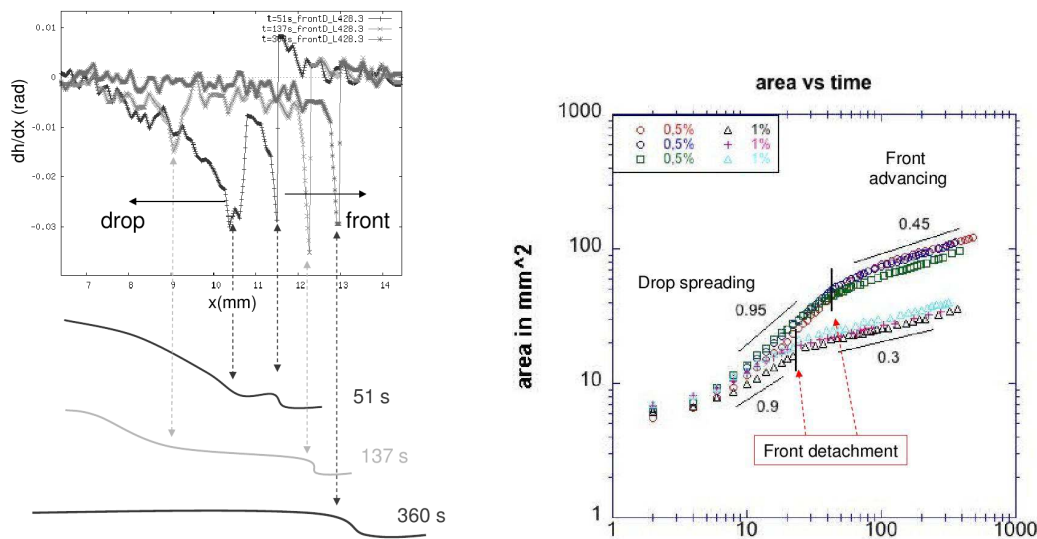 t=51s_frontD_L428.3
t=137s_frontD_L428.3
frontD_L428.3
dh/dx (rad)
0.01
0
-0.01
-0.02
-0.03
drop
front
6 7 8 9 10 11 12 13 14
x(mm)
51 s
137 s
360 s
area vs time
area in mm^2
1000
100
10
1
0,5% 1%
0,5% 1%
0,5% 1%
Front
advancing
0.45
Drop spreading
0.95
0.3
0.9
Front detachment
1 10 100 1000